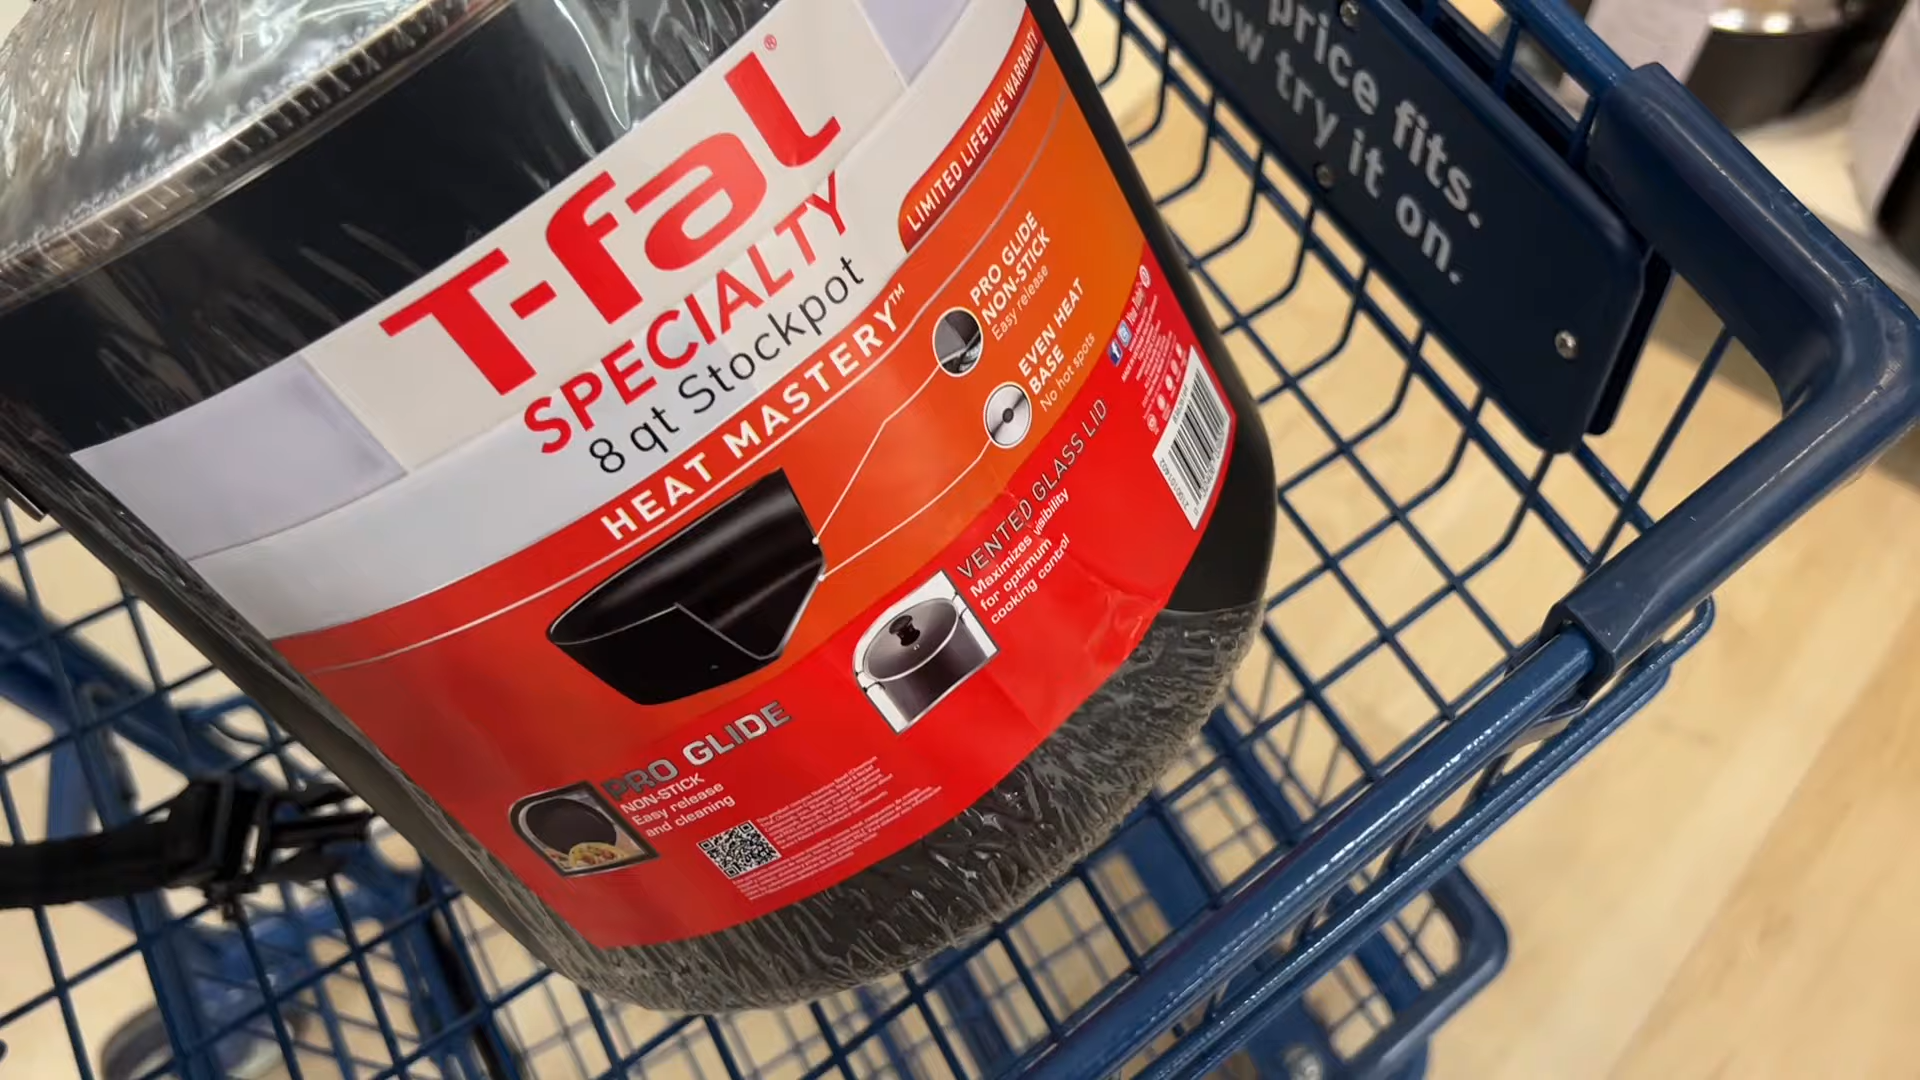 T-fal®
SPECIALTY
8 qt Stockpot
HEAT MASTERY™
LIMITED LIFETIME WARRANTY
PRO GLIDE
NON-STICK
Easy release
EVEN HEAT
BASE
No hot spots
VENTED GLASS LID
Maximizes visibility
for optimum
cooking control
PRO GLIDE
NON-STICK
Easy release
and cleaning
You Tube
price fits.
now try it on.